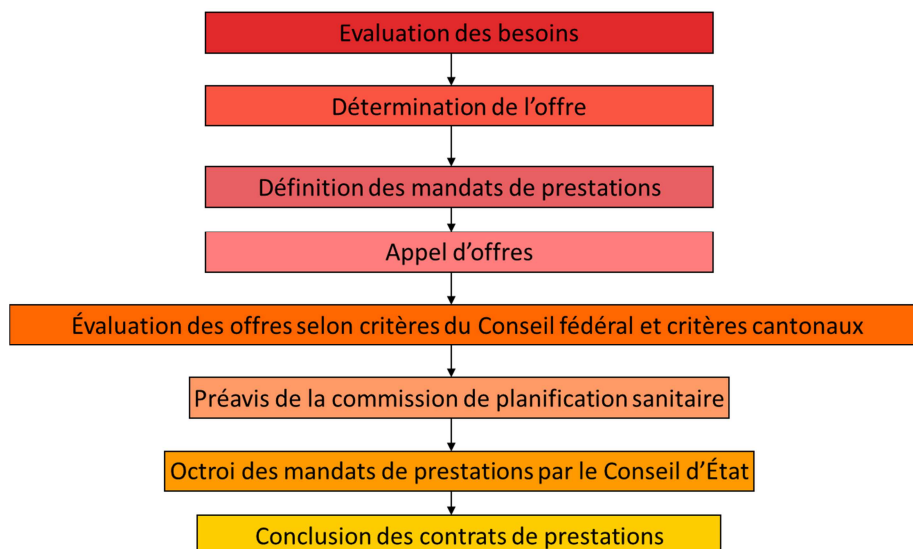 Evaluation des besoins
Détermination de l’offre
Définition des mandats de prestations
Appel d’offres
Évaluation des offres selon critères du Conseil fédéral et critères cantonaux
Préavis de la commission de planification sanitaire
Octroi des mandats de prestations par le Conseil d’État
Conclusion des contrats de prestations